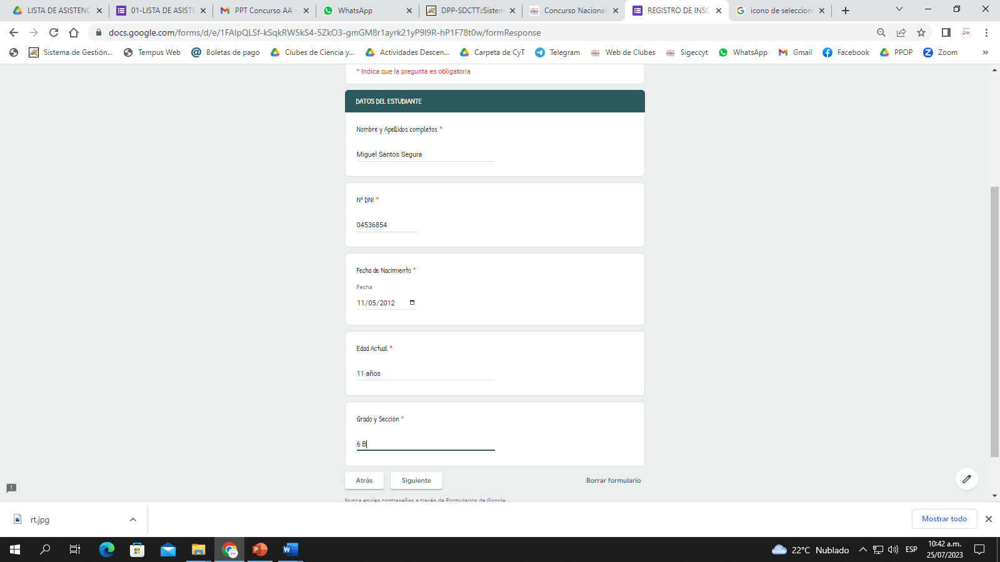 LISTA DE ASISTENC
01-LISTA DE ASISTE
PPT Concurso AA -
WhatsApp
DPP-SDCTT::Sistem
Concurso Nacional
REGISTRO DE INSC
icono de seleccione
docs.google.com/forms/d/e/1FAIpQLSf-kSqkRW5kS4-5ZkO3-gmGM8r1ayrk21yP9I9R-hP1F78t0w/formResponse
Sistema de Gestión...
Tempus Web
Boletas de pago
Clubes de Ciencia y...
Actividades Descen...
Carpeta de CyT
Telegram
Web de Clubes
Sigeccyt
WhatsApp
Gmail
Facebook
PPOP
Zoom
»
* Indica que la pregunta es obligatoria
DATOS DEL ESTUDIANTE
Nombre y Apellidos completos *
Miguel Santos Segura
Nº DNI *
04536854
Fecha de Nacimiento *
Fecha
11/05/2012
Edad Actual *
11 años
Grado y Sección *
6 B
Atrás
Siguiente
Borrar formulario
Nunca envíes contraseñas a través de Formularios de Google.
rt.jpg
Mostrar todo
22°C Nublado
ESP
10:42 a.m.
25/07/2023